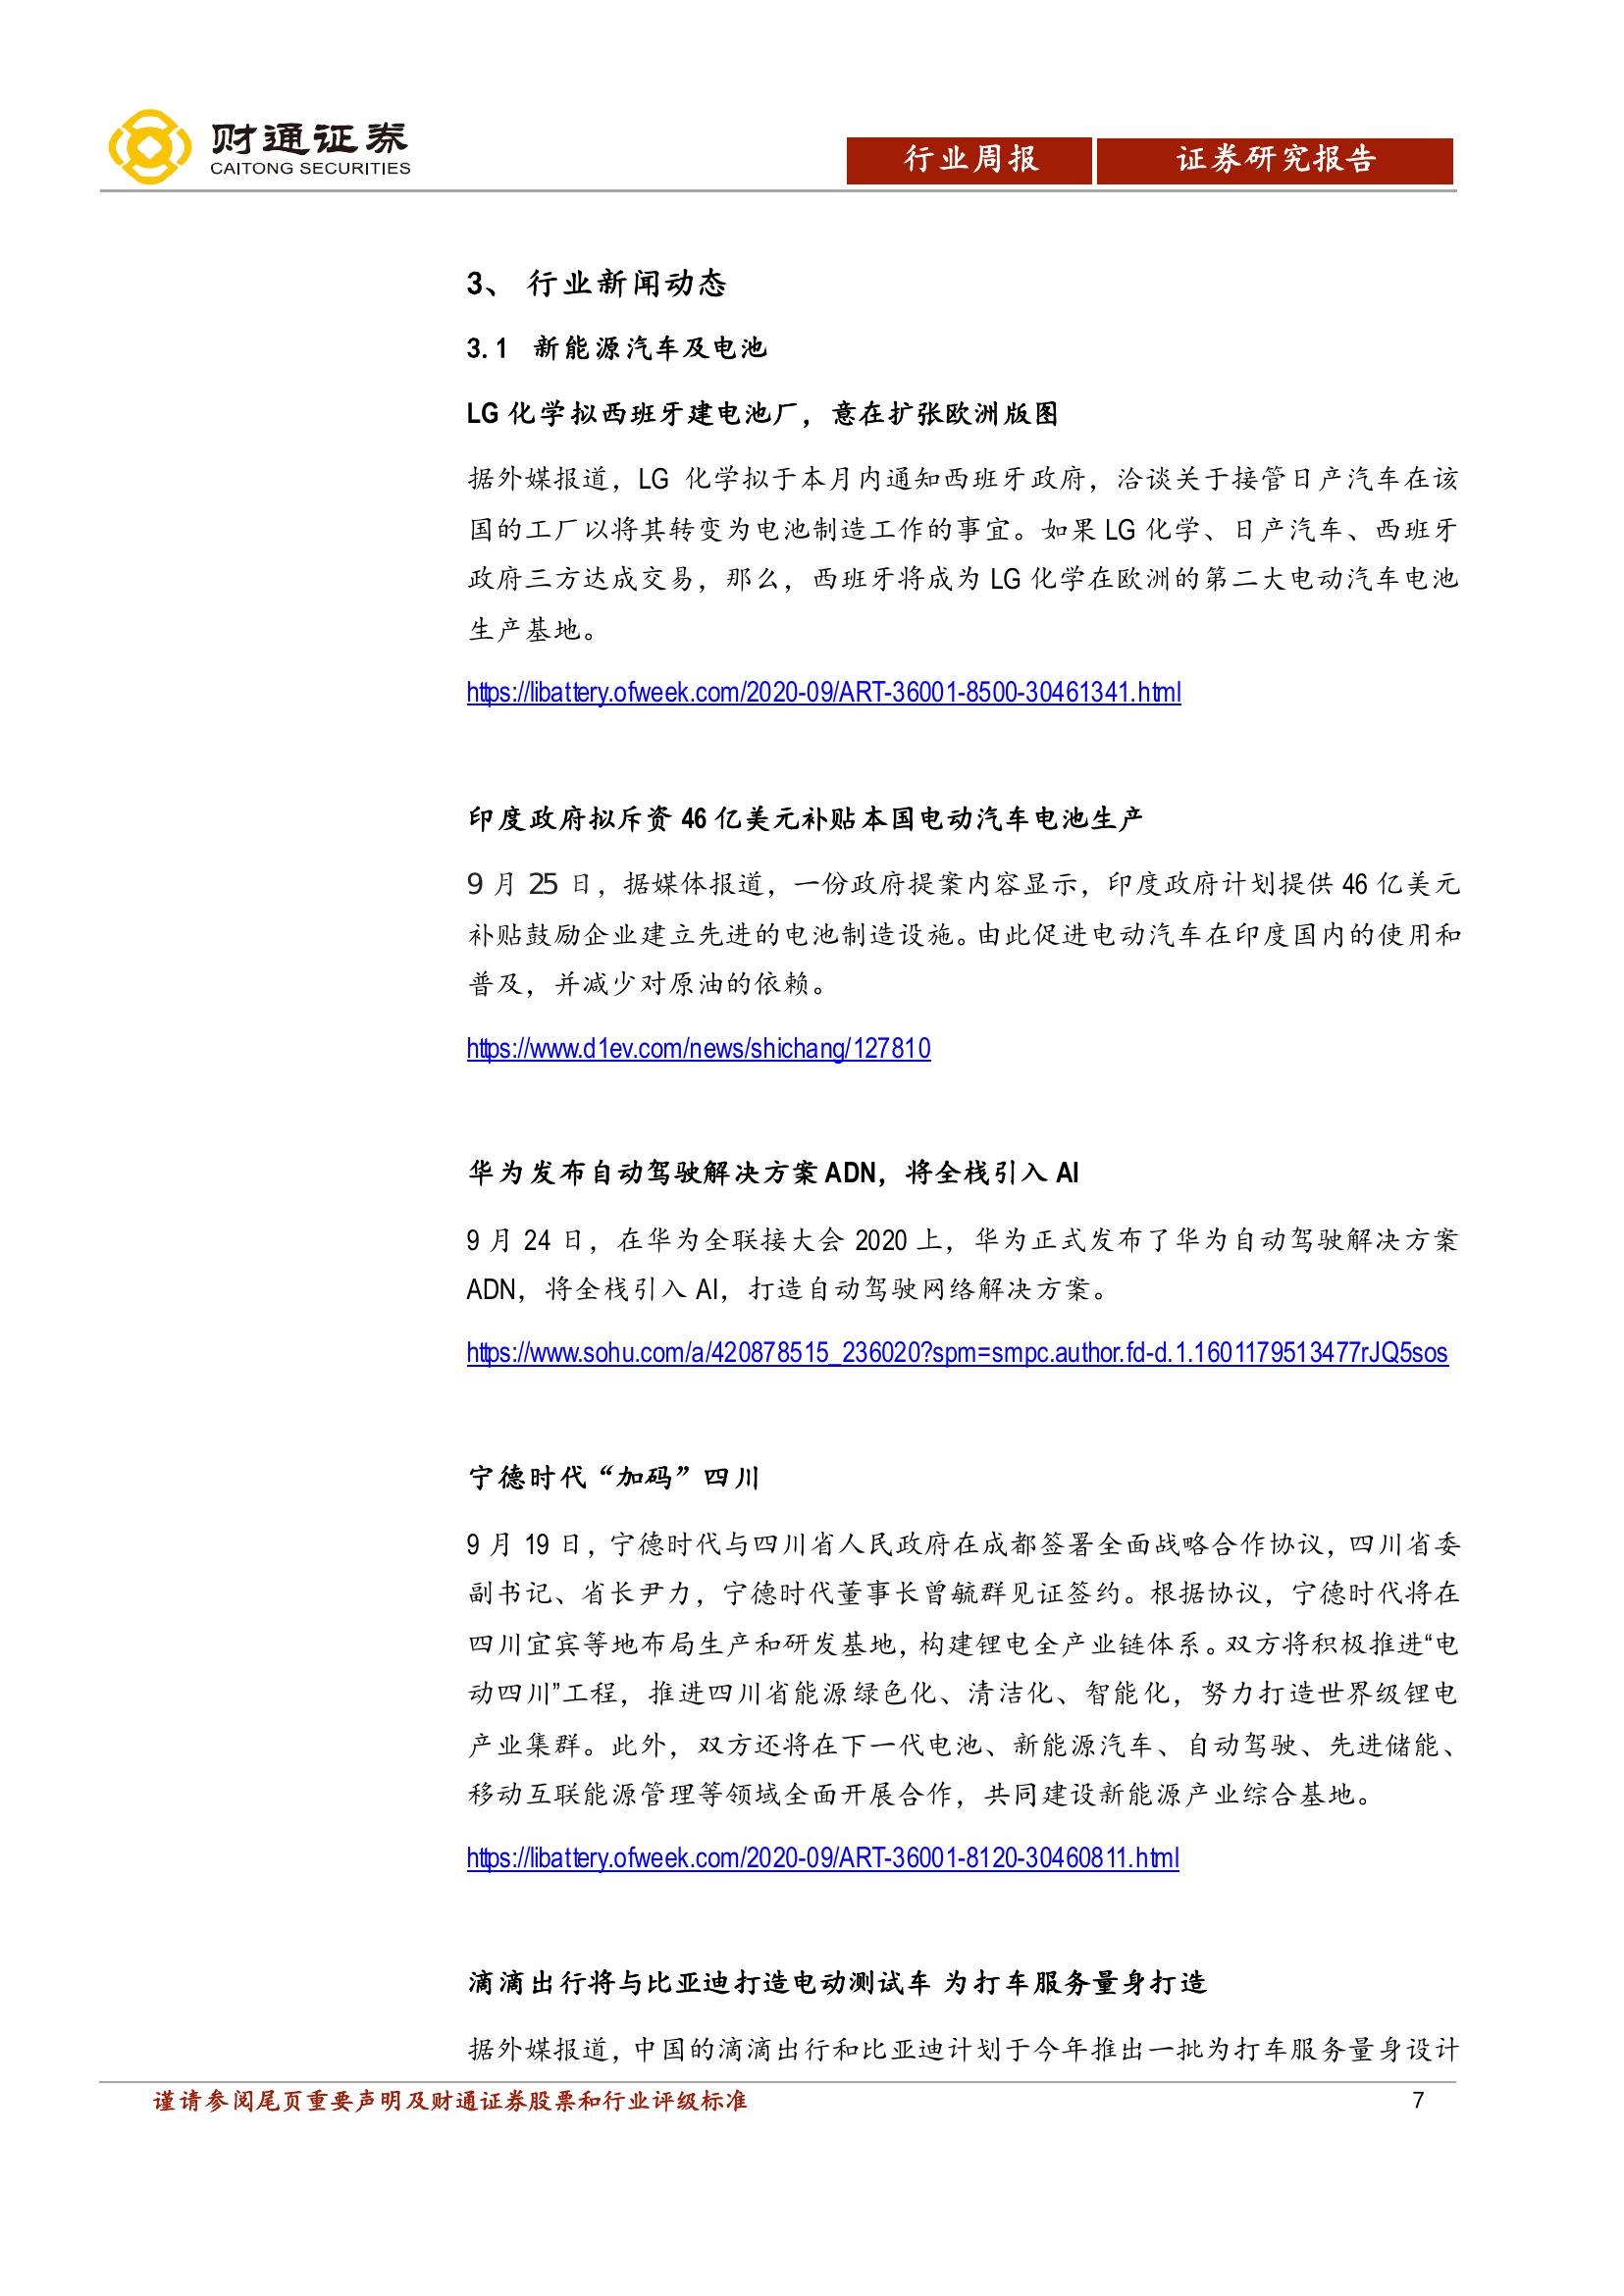 财通证券
CAITONG SECURITIES
行业周报
证券研究报告
3、 行业新闻动态
3.1 新能源汽车及电池
LG 化学拟西班牙建电池厂，意在扩张欧洲版图
据外媒报道，LG 化学拟于本月内通知西班牙政府，洽谈关于接管日产汽车在该
国的工厂以将其转变为电池制造工作的事宜。如果 LG 化学、日产汽车、西班牙
政府三方达成交易，那么，西班牙将成为 LG 化学在欧洲的第二大电动汽车电池
生产基地。
https://libattery.ofweek.com/2020-09/ART-36001-8500-30461341.html
印度政府拟斥资 46 亿美元补贴本国电动汽车电池生产
9 月 25 日，据媒体报道，一份政府提案内容显示，印度政府计划提供 46 亿美元
补贴鼓励企业建立先进的电池制造设施。由此促进电动汽车在印度国内的使用和
普及，并减少对原油的依赖。
https://www.d1ev.com/news/shichang/127810
华为发布自动驾驶解决方案 ADN，将全栈引入 AI
9 月 24 日，在华为全联接大会 2020 上，华为正式发布了华为自动驾驶解决方案
ADN，将全栈引入 AI，打造自动驾驶网络解决方案。
https://www.sohu.com/a/420878515_236020?spm=smpc.author.fd-d.1.1601179513477rJQ5sos
宁德时代“加码”四川
9 月 19 日，宁德时代与四川省人民政府在成都签署全面战略合作协议，四川省委
副书记、省长尹力，宁德时代董事长曾毓群见证签约。根据协议，宁德时代将在
四川宜宾等地布局生产和研发基地，构建锂电全产业链体系。双方将积极推进“电
动四川”工程，推进四川省能源绿色化、清洁化、智能化，努力打造世界级锂电
产业集群。此外，双方还将在下一代电池、新能源汽车、自动驾驶、先进储能、
移动互联能源管理等领域全面开展合作，共同建设新能源产业综合基地。
https://libattery.ofweek.com/2020-09/ART-36001-8120-30460811.html
滴滴出行将与比亚迪打造电动测试车 为打车服务量身打造
据外媒报道，中国的滴滴出行和比亚迪计划于今年推出一批为打车服务量身设计
谨请参阅尾页重要声明及财通证券股票和行业评级标准
7